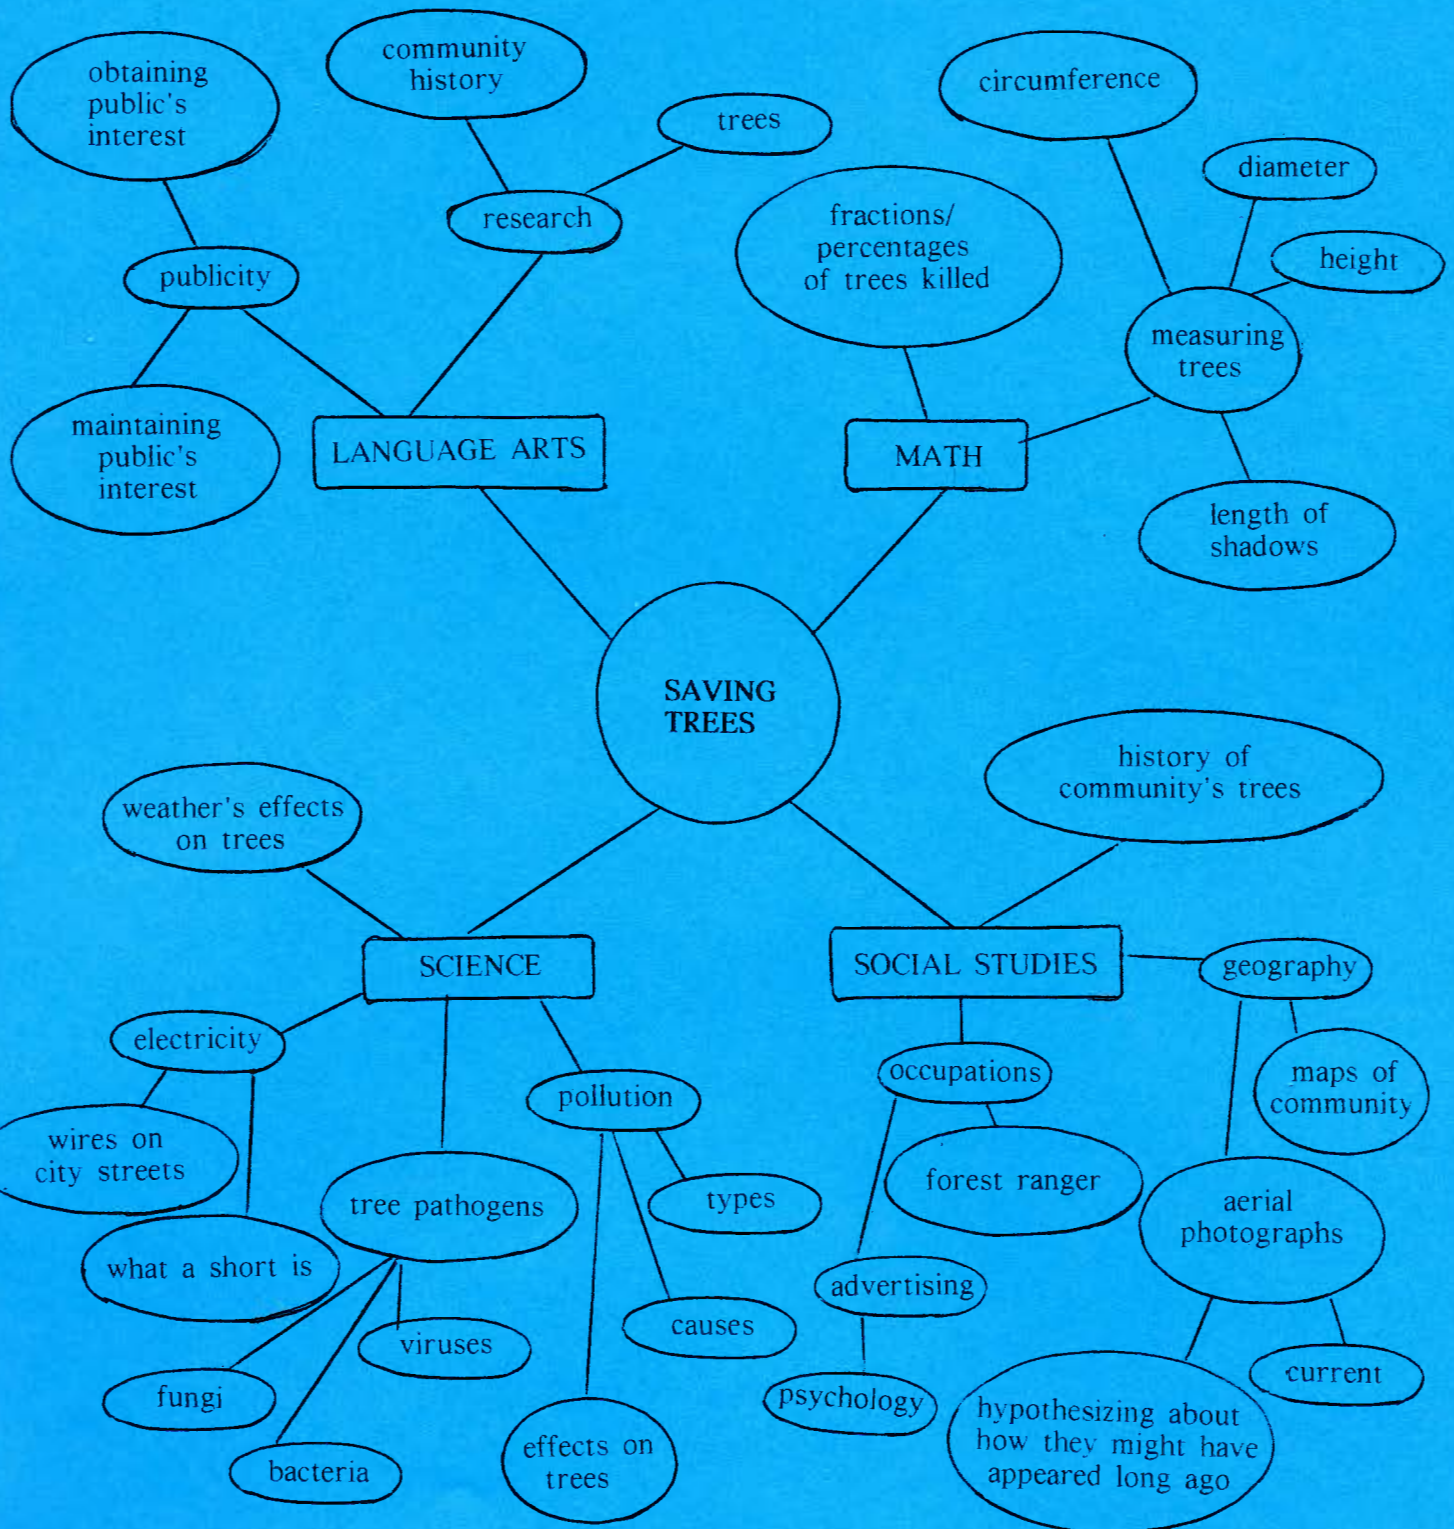 community
history
obtaining
public's
interest
circumference
trees
diameter
research
fractions/
percentages
of trees killed
height
publicity
measuring
trees
maintaining
public's
interest
LANGUAGE ARTS
MATH
length of
shadows
SAVING
TREES
history of
community's trees
weather's effects
on trees
SCIENCE
SOCIAL STUDIES
geography
electricity
occupations
maps of
community
pollution
wires on
city streets
forest ranger
tree pathogens
types
aerial
photographs
what a short is
advertising
causes
viruses
current
fungi
psychology
hypothesizing about
how they might have
appeared long ago
effects on
trees
bacteria